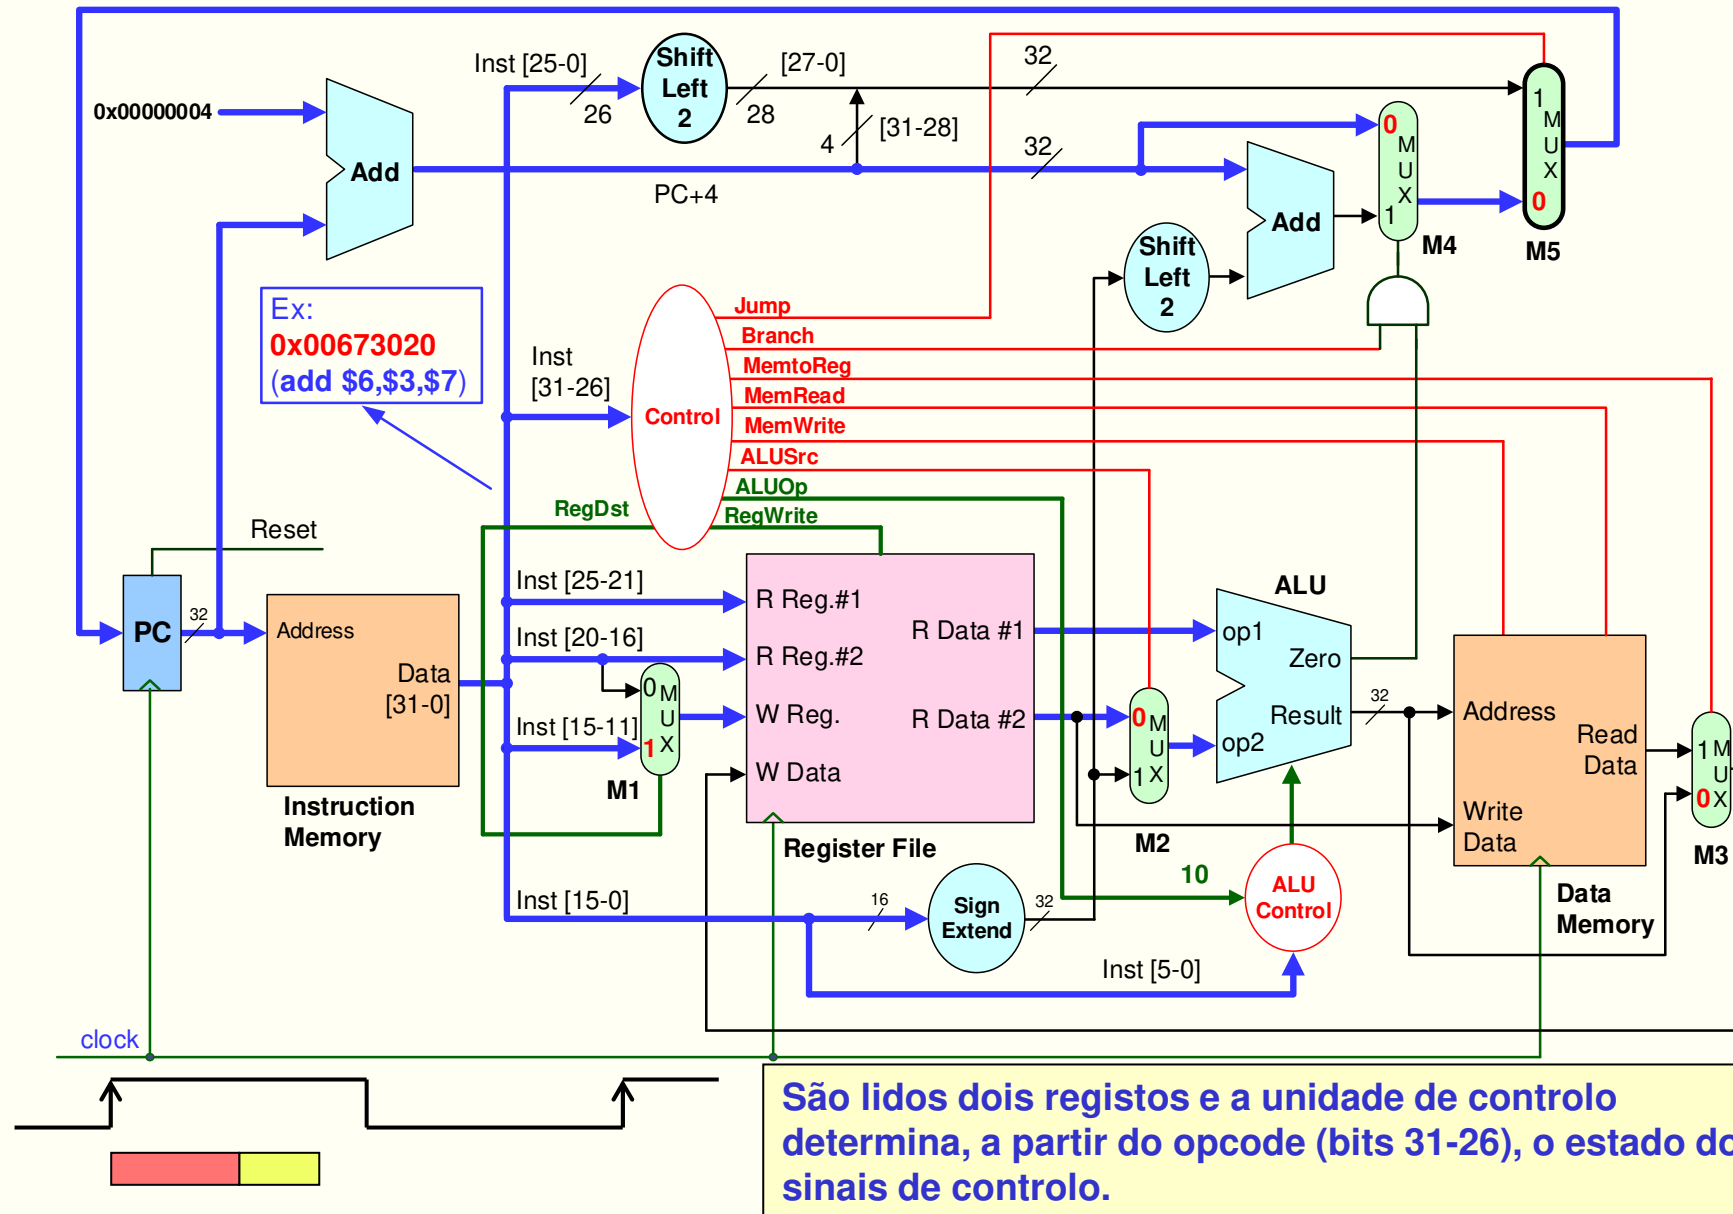 Inst [25-0]
26
Shift
Left
2
28
[27-0]
32
4
[31-28]
0x00000004
Add
PC+4
32
0
M
U
X
1
M4
1
M
U
X
0
M5
Add
Shift
Left
2
Ex:
0x00673020
(add $6,$3,$7)
Inst
[31-26]
Control
Jump
Branch
MemtoReg
MemRead
MemWrite
ALUSrc
ALUOp
RegWrite
RegDst
Reset
PC
32
Address
Data
[31-0]
Instruction
Memory
Inst [25-21]
Inst [20-16]
Inst [15-11]
0
M
U
X
1
M1
R Reg.#1
R Reg.#2
W Reg.
W Data
R Data #1
R Data #2
Register File
0
M
U
X
1
M2
ALU
op1
op2
Zero
Result
32
Address
Read
Data
Write
Data
Data
Memory
1
M
U
X
0
M3
Inst [15-0]
16
Sign
Extend
32
10
ALU
Control
Inst [5-0]
clock
São lidos dois registos e a unidade de controlo
determina, a partir do opcode (bits 31-26), o estado do
sinais de controlo.